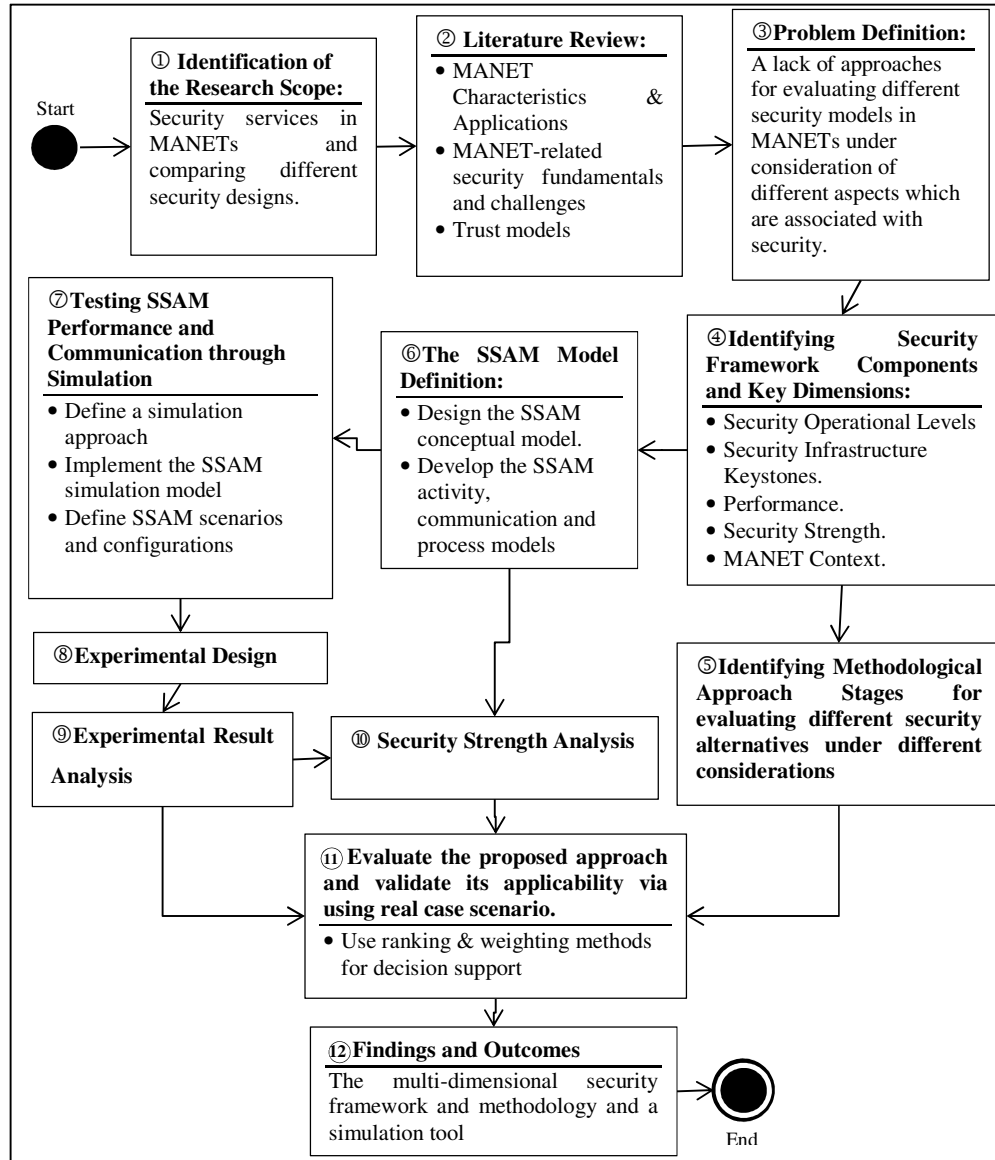 Start
① Identification of
the Research Scope:
Security services in
MANETs and
comparing different
security designs.
② Literature Review:
• MANET
Characteristics &
Applications
• MANET-related
security fundamentals
and challenges
• Trust models
③Problem Definition:
A lack of approaches
for evaluating different
security models in
MANETs under
consideration of
different aspects which
are associated with
security.
④Identifying Security
Framework Components
and Key Dimensions:
• Security Operational Levels
• Security Infrastructure
Keystones.
• Performance.
• Security Strength.
• MANET Context.
⑤Identifying Methodological
Approach Stages for
evaluating different security
alternatives under different
considerations
⑥The SSAM Model
Definition:
• Design the SSAM
conceptual model.
• Develop the SSAM
activity,
communication and
process models
⑦Testing SSAM
Performance and
Communication through
Simulation
• Define a simulation
approach
• Implement the SSAM
simulation model
• Define SSAM scenarios
and configurations
⑧Experimental Design
⑨Experimental Result
Analysis
⑩ Security Strength Analysis
⑪ Evaluate the proposed approach
and validate its applicability via
using real case scenario.
• Use ranking & weighting methods
for decision support
⑫Findings and Outcomes
The multi-dimensional security
framework and methodology and a
simulation tool
End